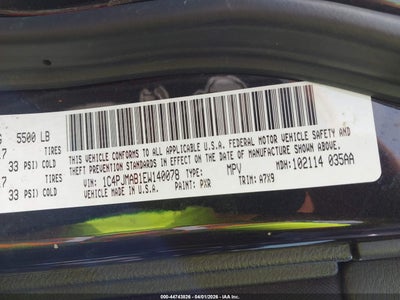 5500 LB
TIRES
33 PSI) COLD
TIRES
33 PSI) COLD
THIS VEHICLE CONFORMS TO ALL APPLICABLE U.S.A. FEDERAL MOTOR VEHICLE SAFETY AND
THEFT PREVENTION STANDARDS IN EFFECT ON THE DATE OF MANUFACTURE SHOWN ABOVE.
VIN: 1C4PJMAB1EW140078 TYPE: MPV MDH:102114 035AA
VEHICLE MADE IN U.S.A. PAINT: PXR TRIM: A7X9
000-44743826 - 04/01/2026 - IAA